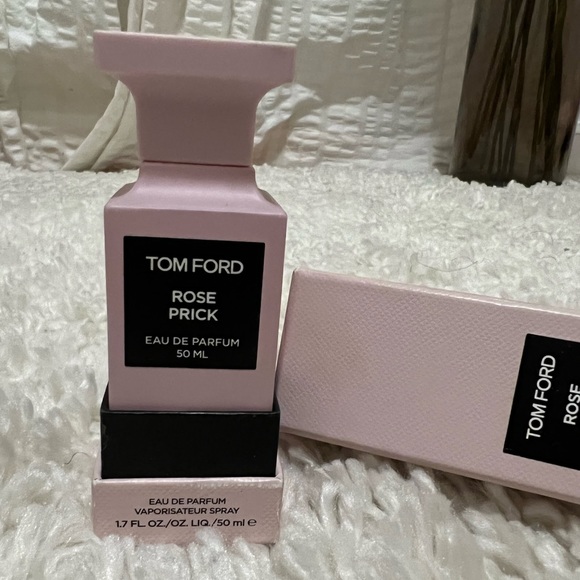 TOM FORD
ROSE
PRICK
EAU DE PARFUM
50 ML
EAU DE PARFUM
VAPORISATEUR SPRAY
1.7 FL. OZ./OZ. LIQ./50 ml ℮
TOM FORD
ROSE